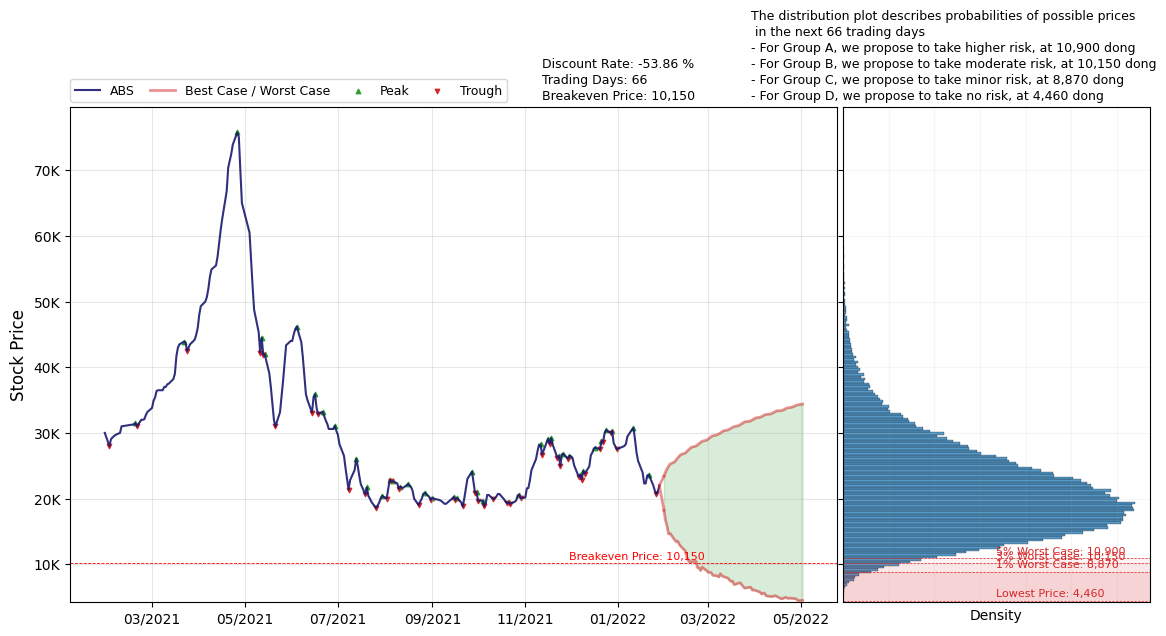 The distribution plot describes probabilities of possible prices
in the next 66 trading days
- For Group A, we propose to take higher risk, at 10,900 dong
- For Group B, we propose to take moderate risk, at 10,150 dong
- For Group C, we propose to take minor risk, at 8,870 dong
- For Group D, we propose to take no risk, at 4,460 dong
Discount Rate: -53.86 %
Trading Days: 66
Breakeven Price: 10,150
ABS
Best Case / Worst Case
Peak
Trough
Stock Price
70K
60K
50K
40K
30K
20K
10K
Breakeven Price: 10,150
5% Worst Case: 10,900
3% Worst Case: 10,150
1% Worst Case: 8,870
Lowest Price: 4,460
03/2021
05/2021
07/2021
09/2021
11/2021
01/2022
03/2022
05/2022
Density